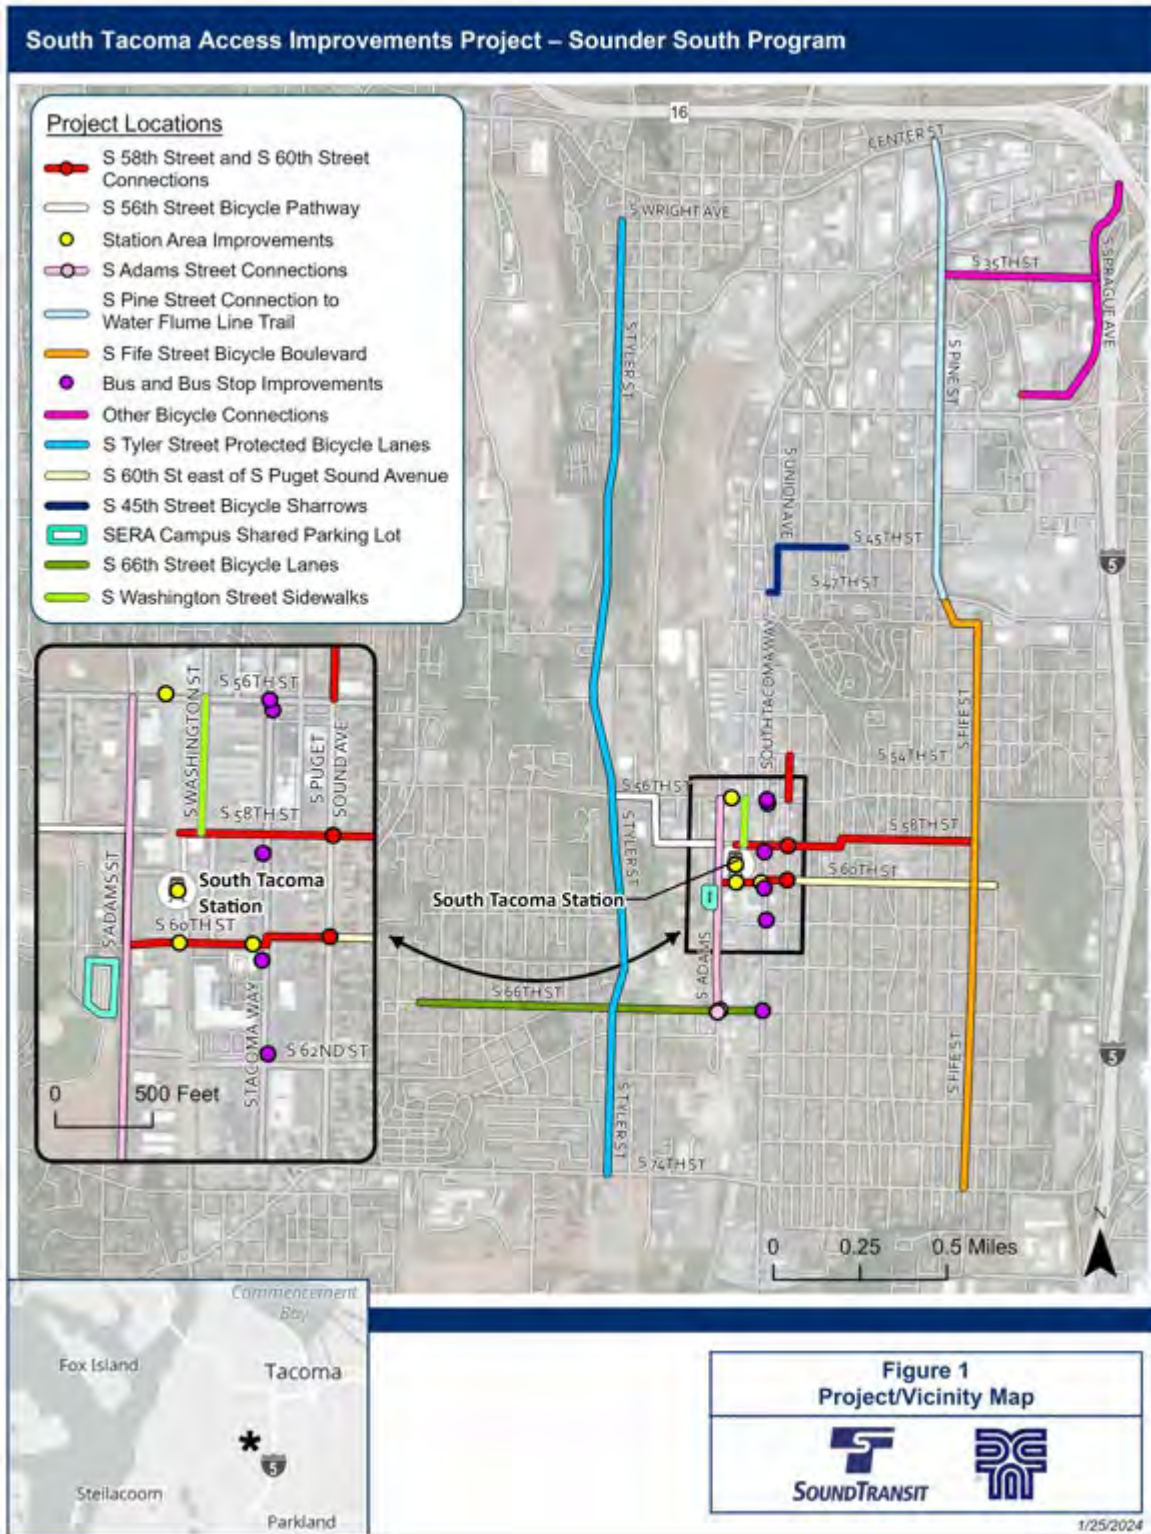 South Tacoma Access Improvements Project – Sounder South Program
Project Locations
S 58th Street and S 60th Street
Connections
S 56th Street Bicycle Pathway
Station Area Improvements
S Adams Street Connections
S Pine Street Connection to
Water Flume Line Trail
S Fife Street Bicycle Boulevard
Bus and Bus Stop Improvements
Other Bicycle Connections
S Tyler Street Protected Bicycle Lanes
S 60th St east of S Puget Sound Avenue
S 45th Street Bicycle Sharrows
SERA Campus Shared Parking Lot
S 66th Street Bicycle Lanes
S Washington Street Sidewalks
16
CENTER ST
S WRIGHT AVE
S 35TH ST
S SPRAGUE AVE
S TYLER ST
S PINE ST
S UNION AVE
S 45TH ST
S 47TH ST
5
SOUTH TACOMA WAY
S FIFE ST
S 54TH ST
S 56TH ST
S 58TH ST
S TYLER ST
S 60TH ST
South Tacoma Station
S ADAMS
S 66TH ST
S FIFE ST
5
S TYLER ST
S 74TH ST
0 0.25 0.5 Miles
N
S 56TH ST
S WASHINGTON ST
S PUGET
SOUND AVE
S 58TH ST
S ADAMS ST
South Tacoma
Station
S 60TH ST
S TACOMA WAY
S 62ND ST
0 500 Feet
Commencement
Bay
Fox Island
Tacoma
5
Steilacoom
Parkland
Figure 1
Project/Vicinity Map
SOUNDTRANSIT
1/25/2024